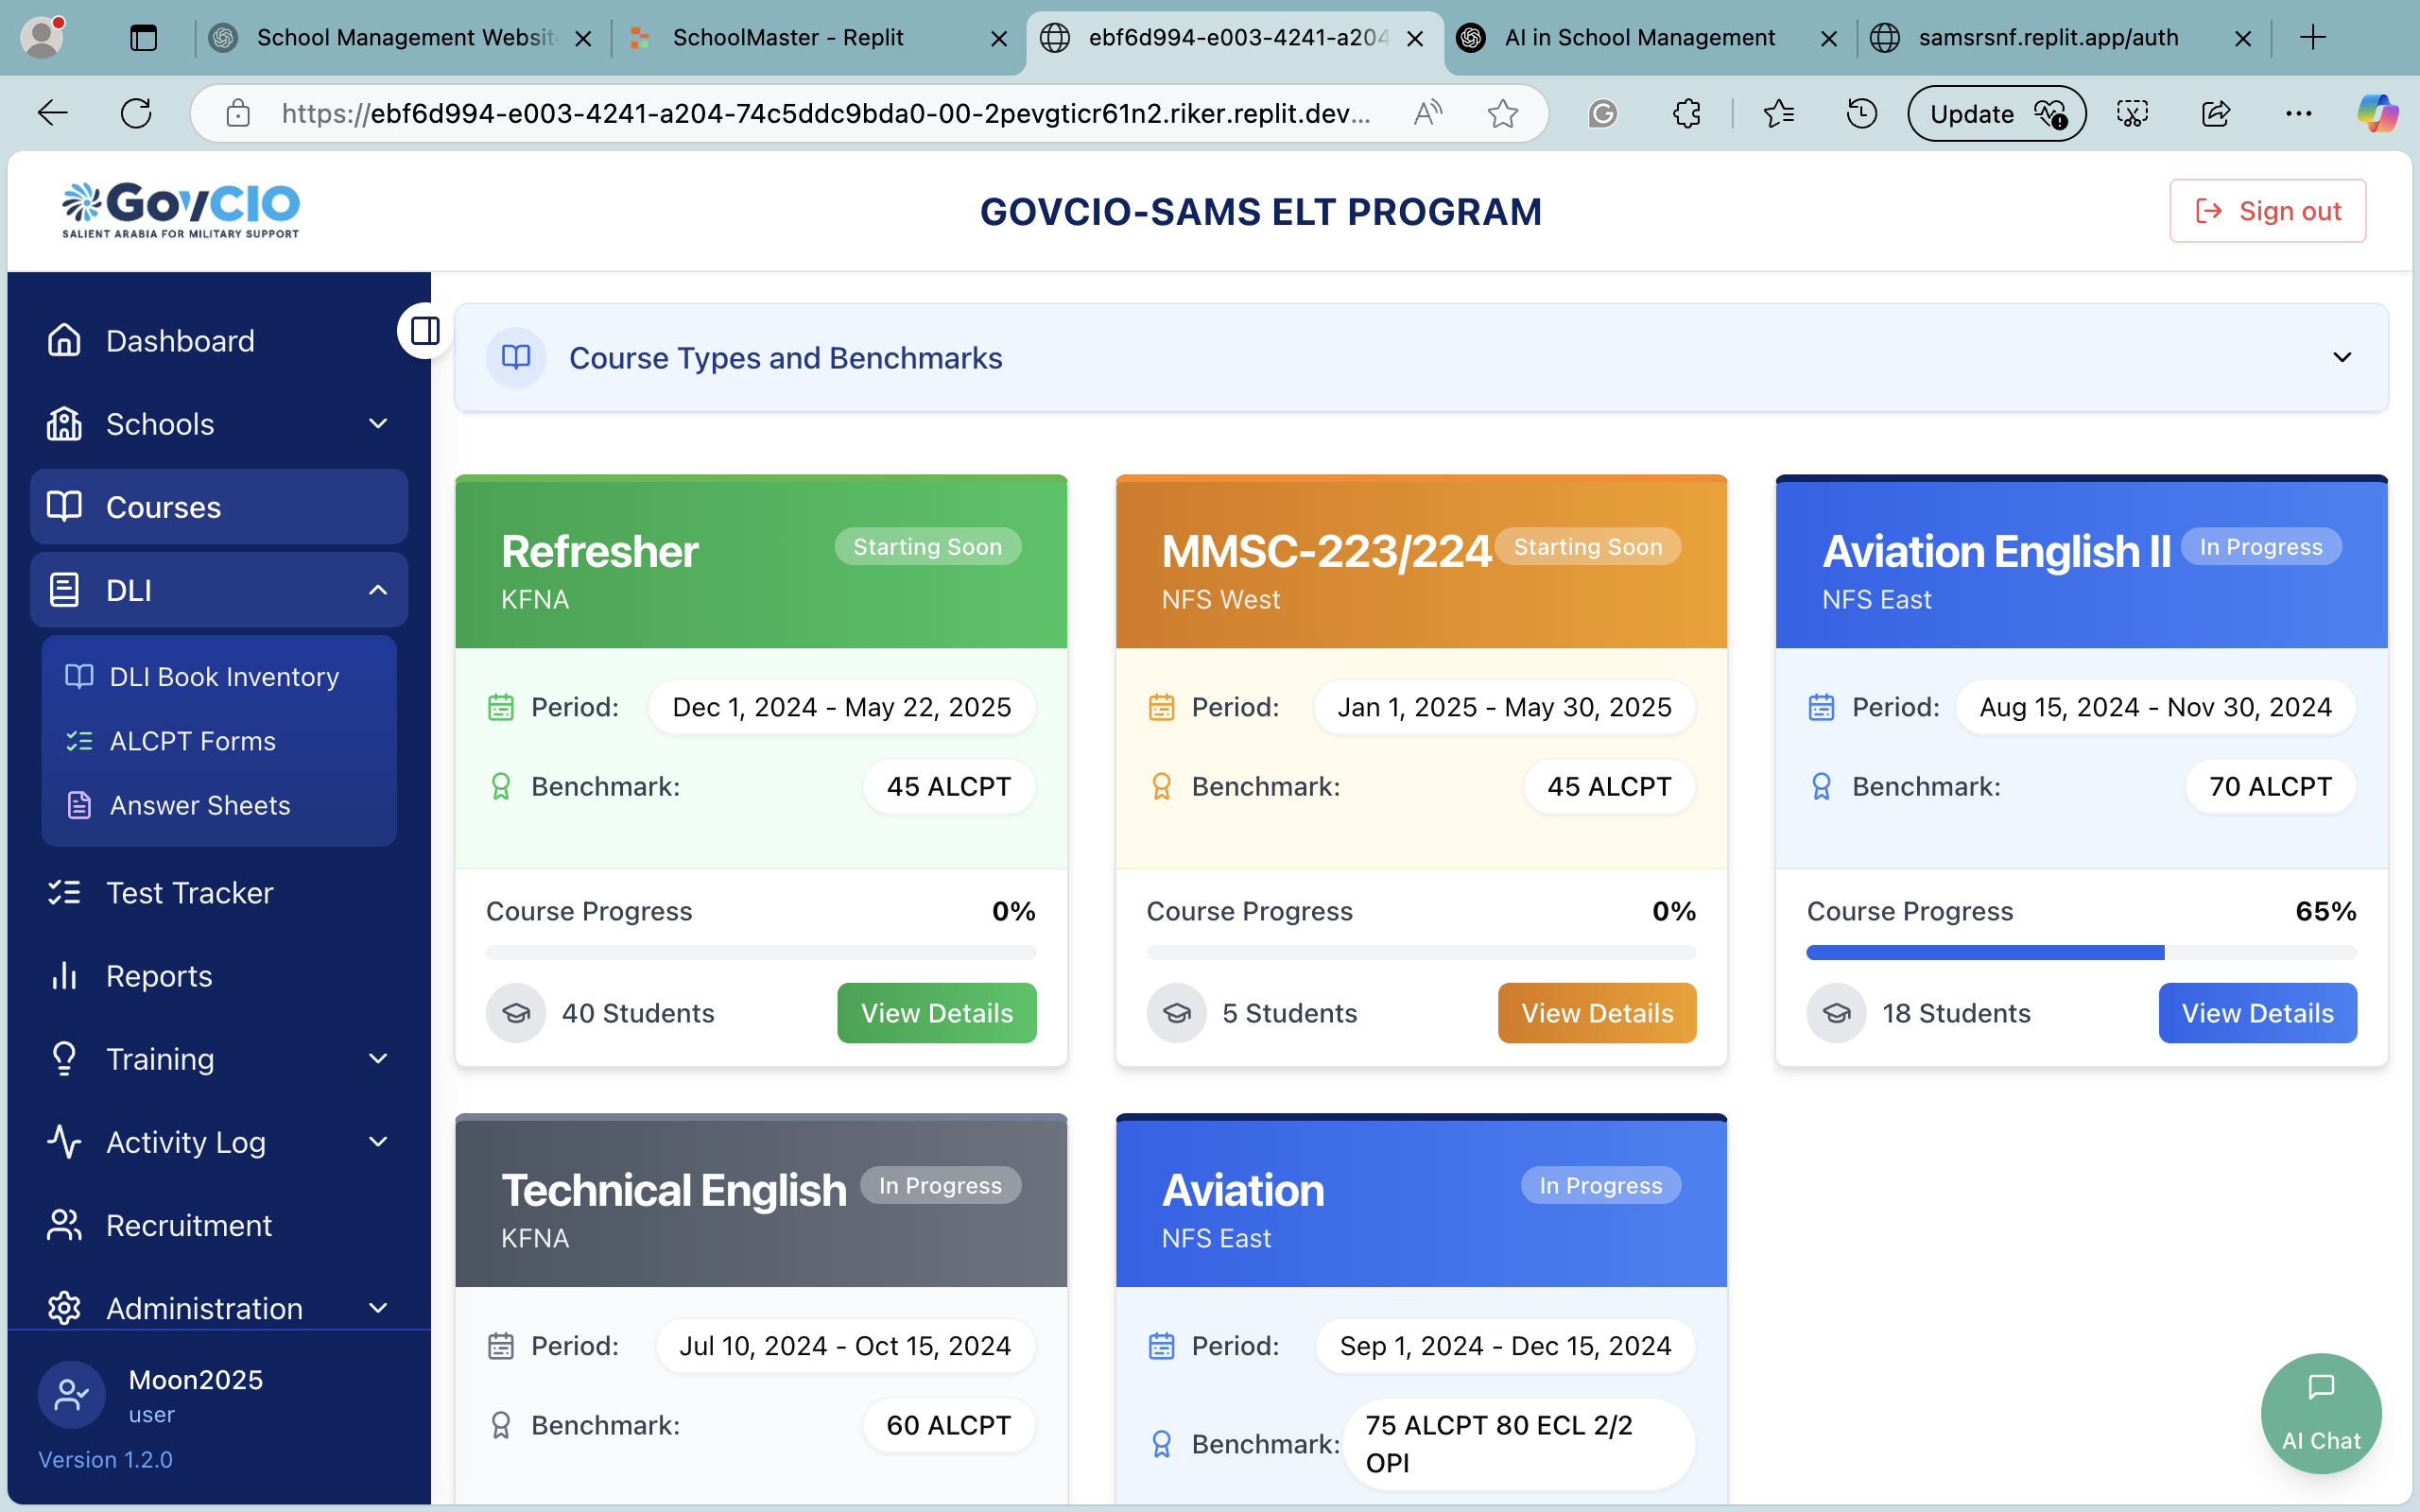 School Management Websit
SchoolMaster - Replit
ebf6d994-e003-4241-a204
AI in School Management
samsrsnf.replit.app/auth
https://ebf6d994-e003-4241-a204-74c5ddc9bda0-00-2pevgticr61n2.riker.replit.dev...
Update
GovCIO
SALIENT ARABIA FOR MILITARY SUPPORT
GOVCIO-SAMS ELT PROGRAM
Sign out
Dashboard
Schools
Courses
DLI
DLI Book Inventory
ALCPT Forms
Answer Sheets
Test Tracker
Reports
Training
Activity Log
Recruitment
Administration
Moon2025
user
Version 1.2.0
Course Types and Benchmarks
Refresher
Starting Soon
KFNA
Period: Dec 1, 2024 - May 22, 2025
Benchmark: 45 ALCPT
Course Progress 0%
40 Students
View Details
MMSC-223/224
Starting Soon
NFS West
Period: Jan 1, 2025 - May 30, 2025
Benchmark: 45 ALCPT
Course Progress 0%
5 Students
View Details
Aviation English II
In Progress
NFS East
Period: Aug 15, 2024 - Nov 30, 2024
Benchmark: 70 ALCPT
Course Progress 65%
18 Students
View Details
Technical English
In Progress
KFNA
Period: Jul 10, 2024 - Oct 15, 2024
Benchmark: 60 ALCPT
Aviation
In Progress
NFS East
Period: Sep 1, 2024 - Dec 15, 2024
Benchmark: 75 ALCPT 80 ECL 2/2
OPI
AI Chat